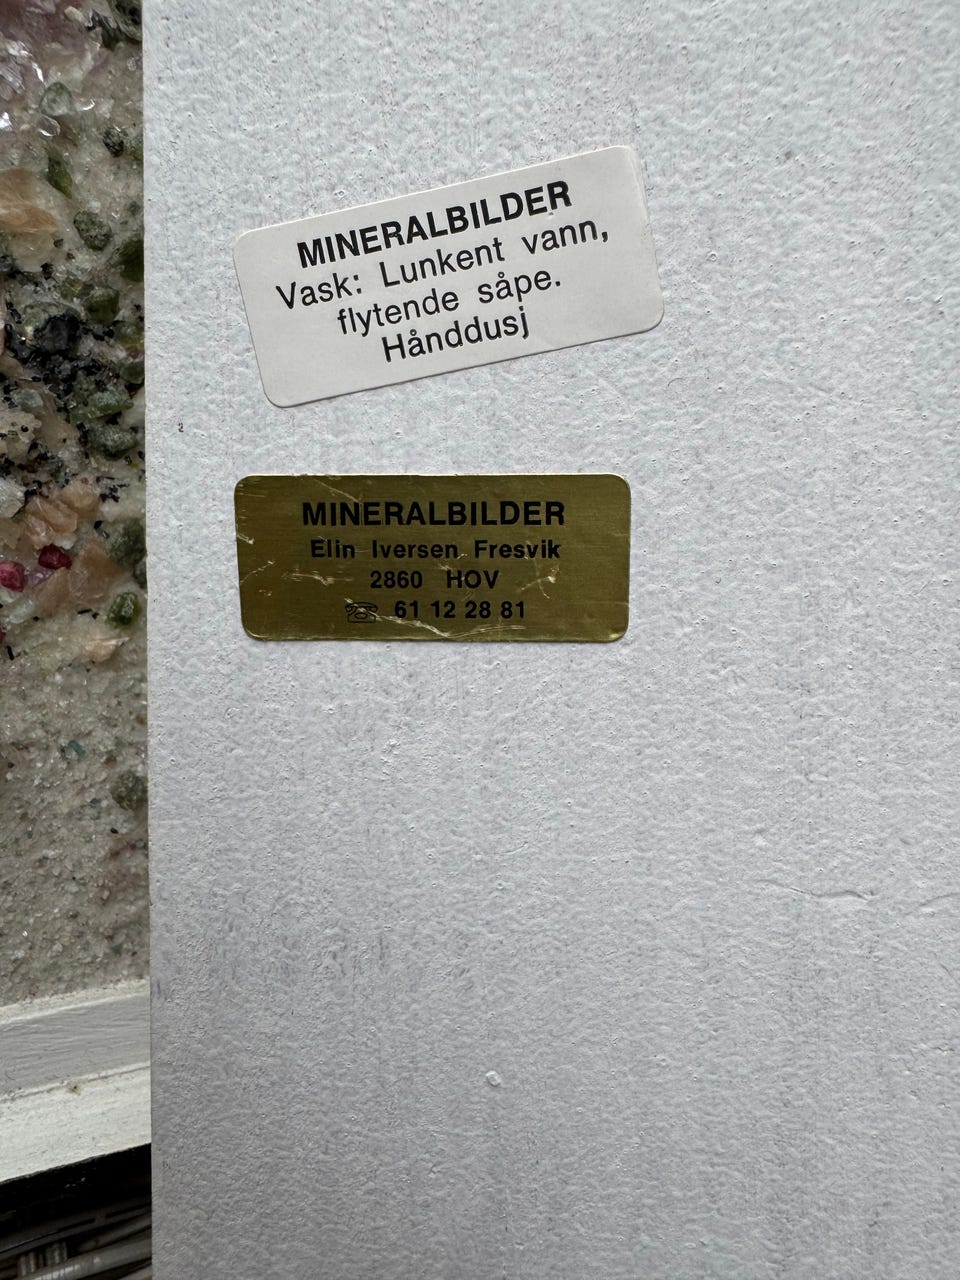 MINERALBILDER
Vask: Lunkent vann,
flytende såpe.
Hånddusj
MINERALBILDER
Elin Iversen Fresvik
2860 HOV
☏ 61 12 28 81